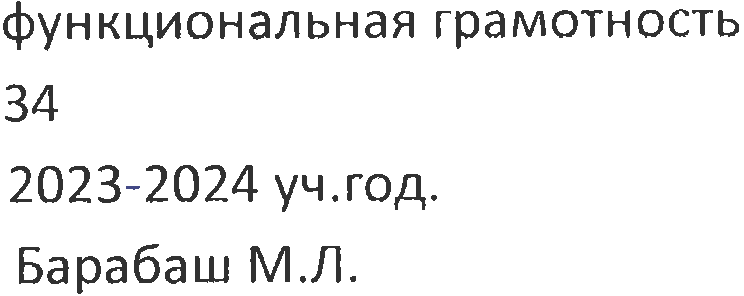 функциональная грамотность
34
2023-2024 уч.год.
Барабаш М.Л.